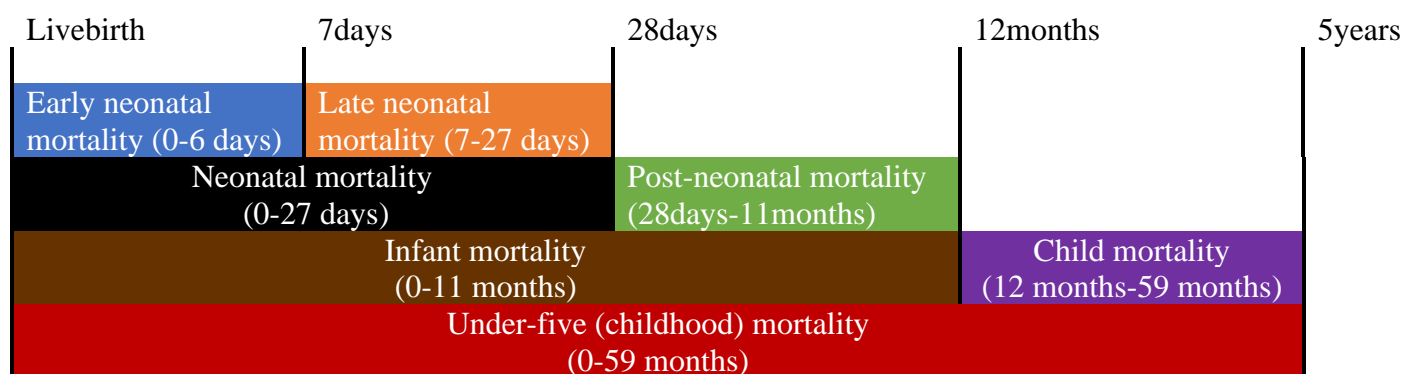 Livebirth 7days 28days 12months 5years
Early neonatal
mortality (0-6 days)
Late neonatal
mortality (7-27 days)
Neonatal mortality
(0-27 days)
Post-neonatal mortality
(28days-11months)
Infant mortality
(0-11 months)
Child mortality
(12 months-59 months)
Under-five (childhood) mortality
(0-59 months)